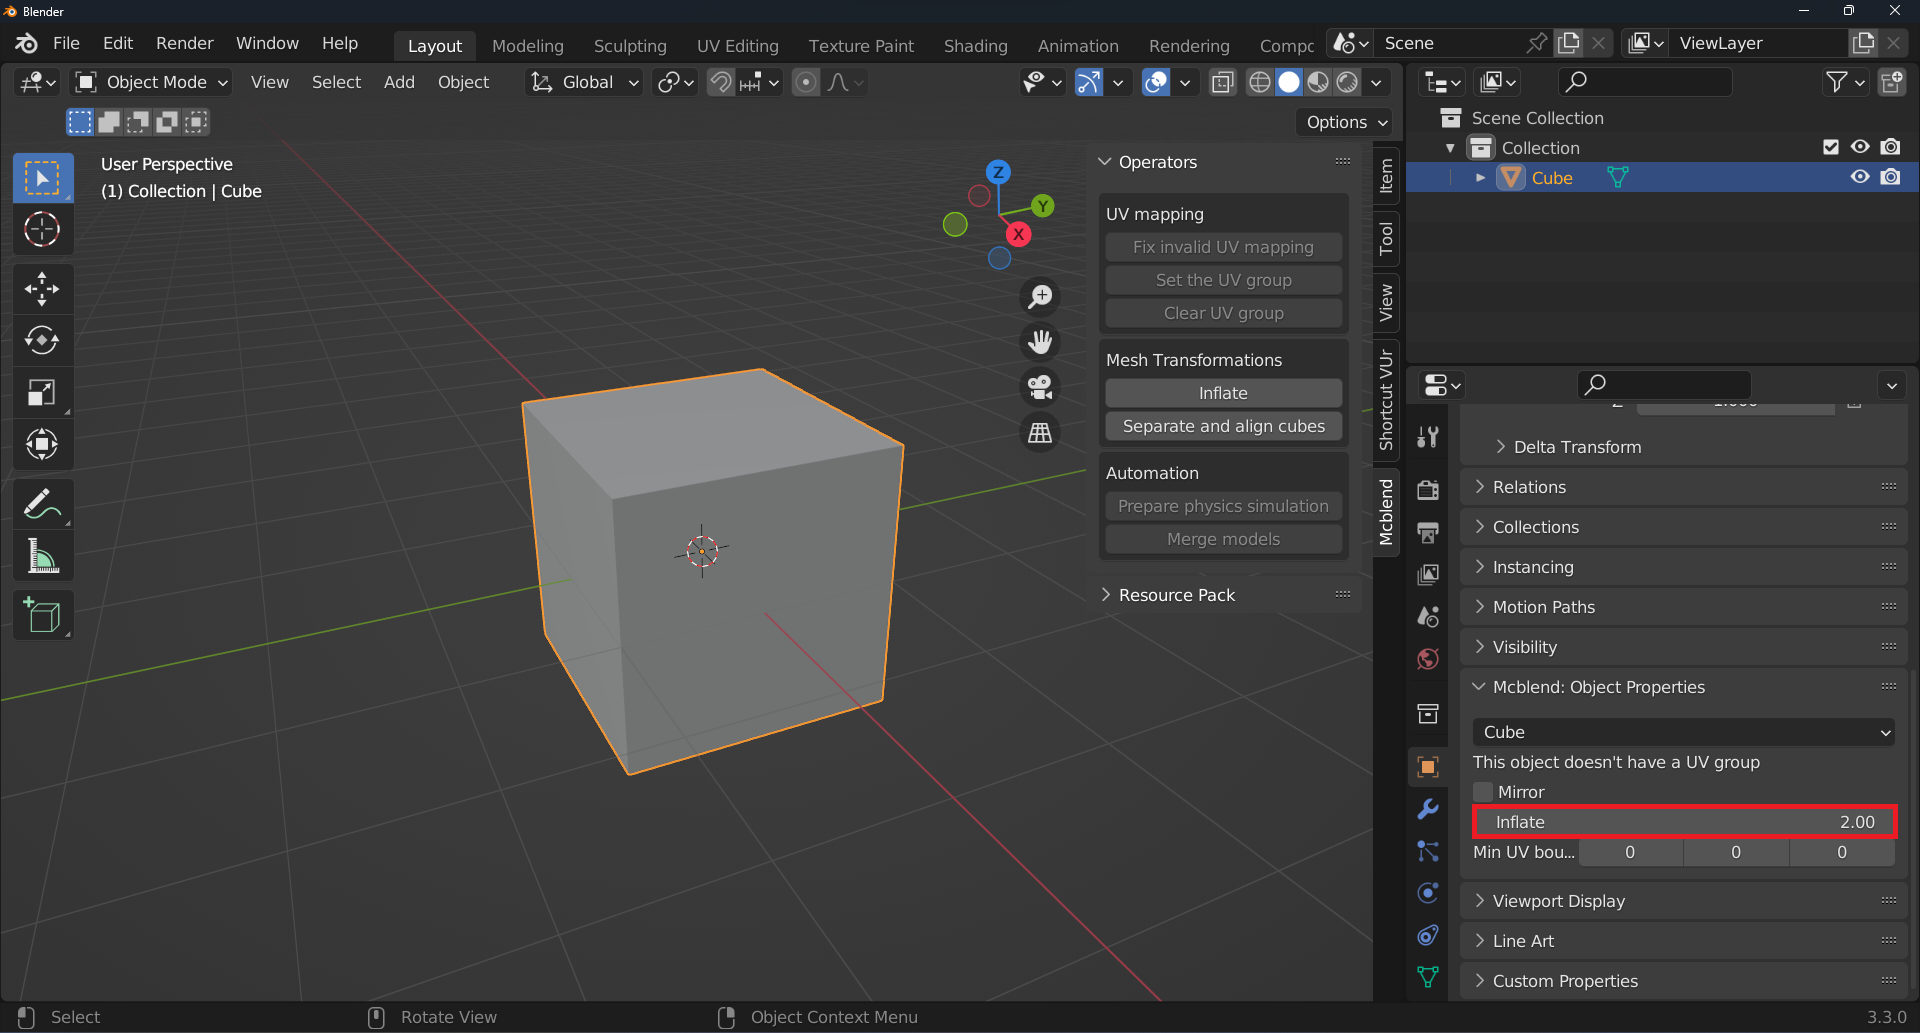 Blender
File Edit Render Window Help Layout Modeling Sculpting UV Editing Texture Paint Shading Animation Rendering Compc Scene ViewLayer
Object Mode View Select Add Object Global
Options
User Perspective
(1) Collection | Cube
Z
Y
X
Operators
UV mapping
Fix invalid UV mapping
Set the UV group
Clear UV group
Mesh Transformations
Inflate
Separate and align cubes
Automation
Prepare physics simulation
Merge models
Resource Pack
Item
Tool
View
Shortcut VUr
Mcblend
Scene Collection
Collection
Cube
Delta Transform
Relations
Collections
Instancing
Motion Paths
Visibility
Mcblend: Object Properties
Cube
This object doesn't have a UV group
Mirror
Inflate 2.00
Min UV bou... 0 0 0
Viewport Display
Line Art
Custom Properties
Select Rotate View Object Context Menu 3.3.0